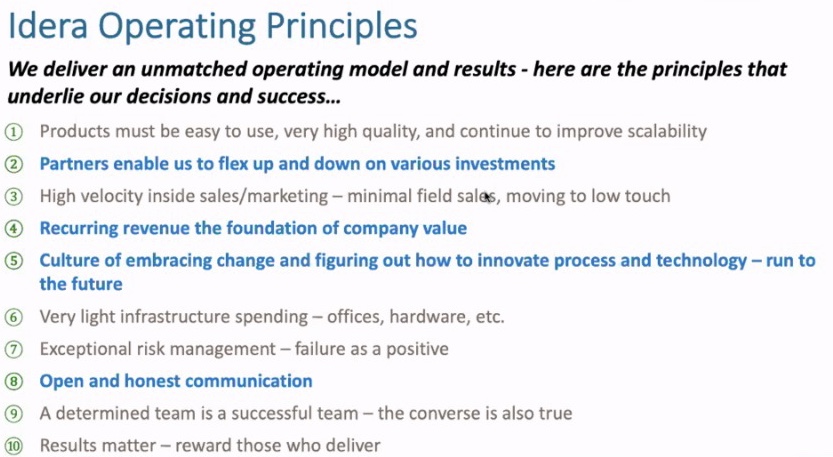 Idera Operating Principles
We deliver an unmatched operating model and results - here are the principles that
underlie our decisions and success...
① Products must be easy to use, very high quality, and continue to improve scalability
② Partners enable us to flex up and down on various investments
③ High velocity inside sales/marketing – minimal field sales, moving to low touch
④ Recurring revenue the foundation of company value
⑤ Culture of embracing change and figuring out how to innovate process and technology – run to
the future
⑥ Very light infrastructure spending – offices, hardware, etc.
⑦ Exceptional risk management – failure as a positive
⑧ Open and honest communication
⑨ A determined team is a successful team – the converse is also true
⑩ Results matter – reward those who deliver